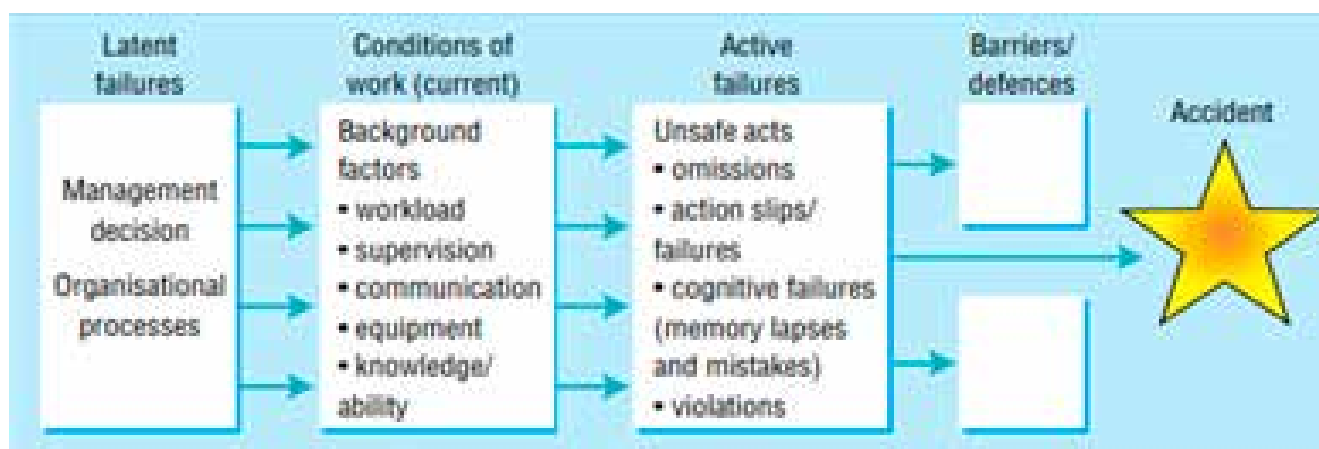 Latent
failures
Conditions of
work (current)
Active
failures
Barriers/
defences
Accident
Management
decision
Organisational
processes
Background
factors
• workload
• supervision
• communication
• equipment
• knowledge/
ability
Unsafe acts
• omissions
• action slips/
failures
• cognitive failures
(memory lapses
and mistakes)
• violations